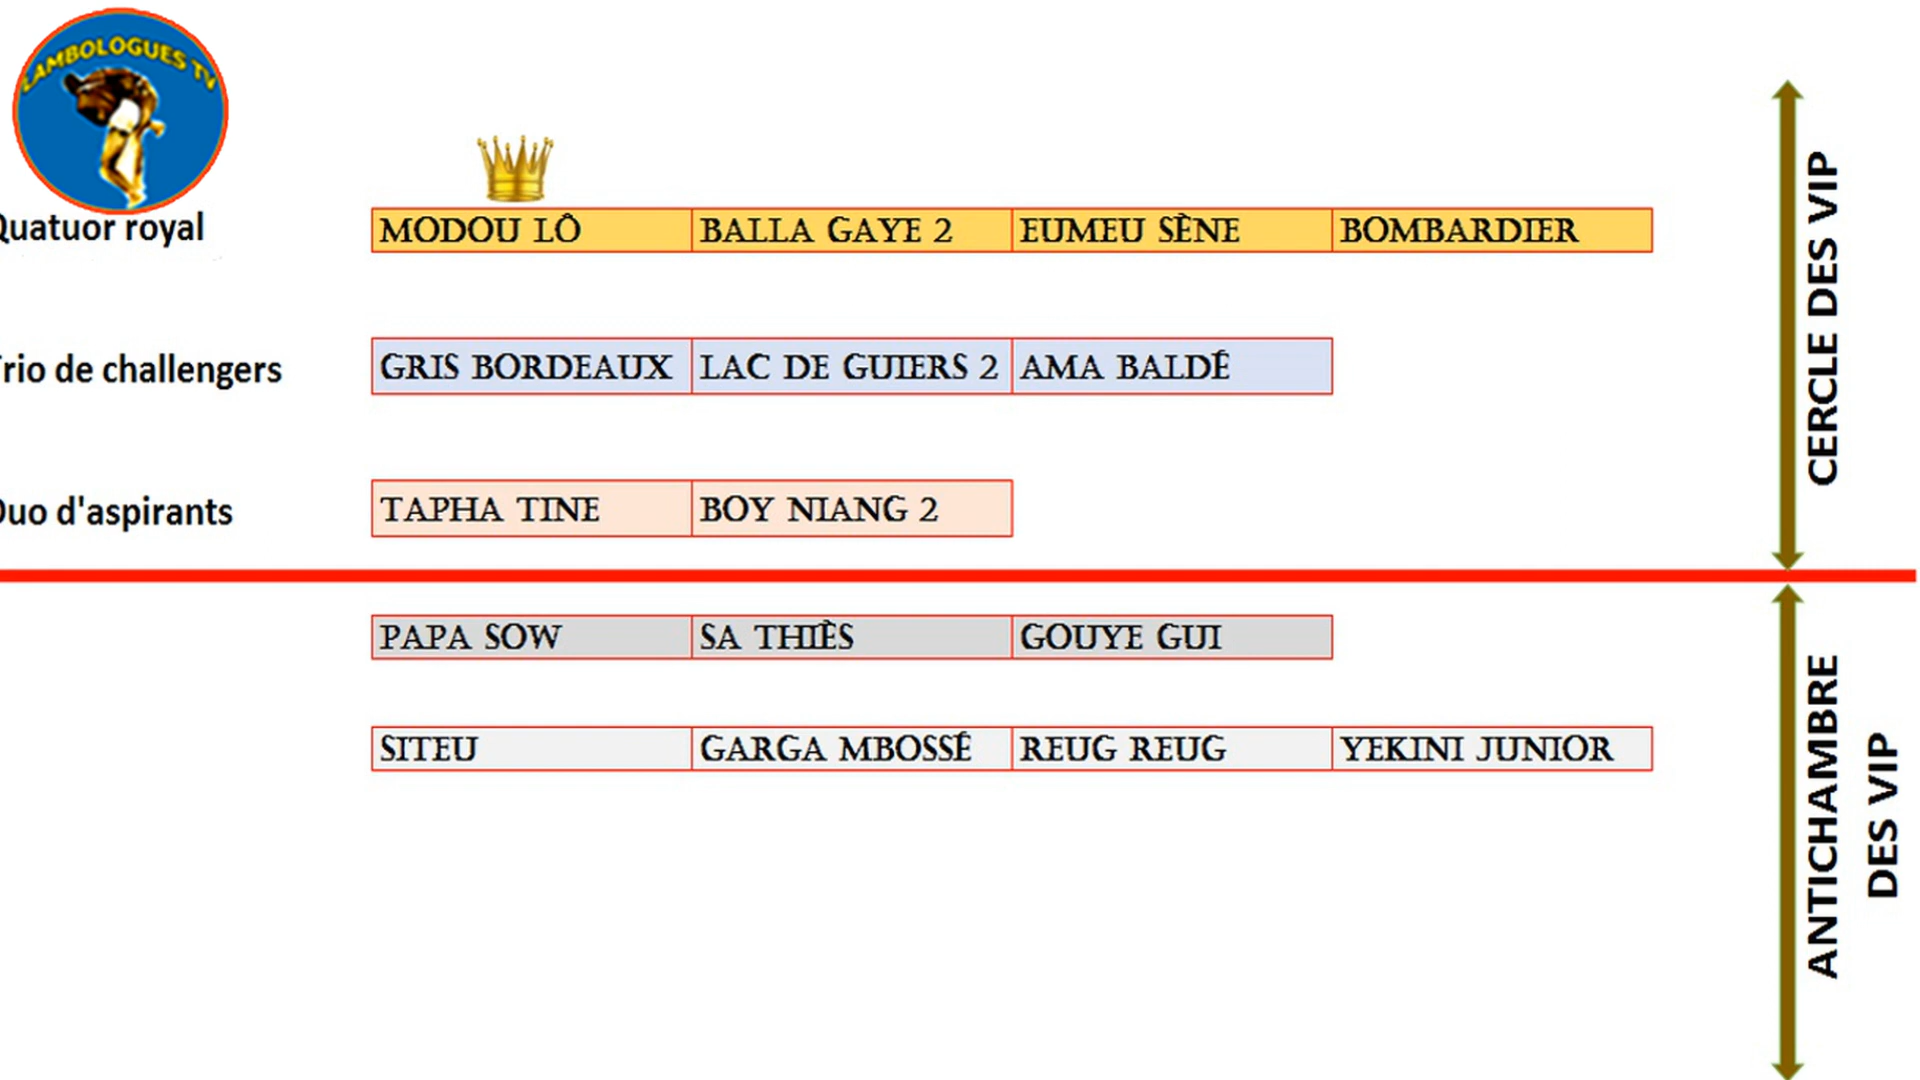 LAMBOLOGUES TV
Quatuor royal
MODOU LÔ BALLA GAYE 2 EUMEU SÈNE BOMBARDIER
Trio de challengers
GRIS BORDEAUX LAC DE GUIERS 2 AMA BALDÉ
Duo d'aspirants
TAPHA TINE BOY NIANG 2
CERCLE DES VIP
PAPA SOW SA THIÈS GOUYE GUI
SITEU GARGA MBOSSÉ REUG REUG YEKINI JUNIOR
ANTICHAMBRE
DES VIP